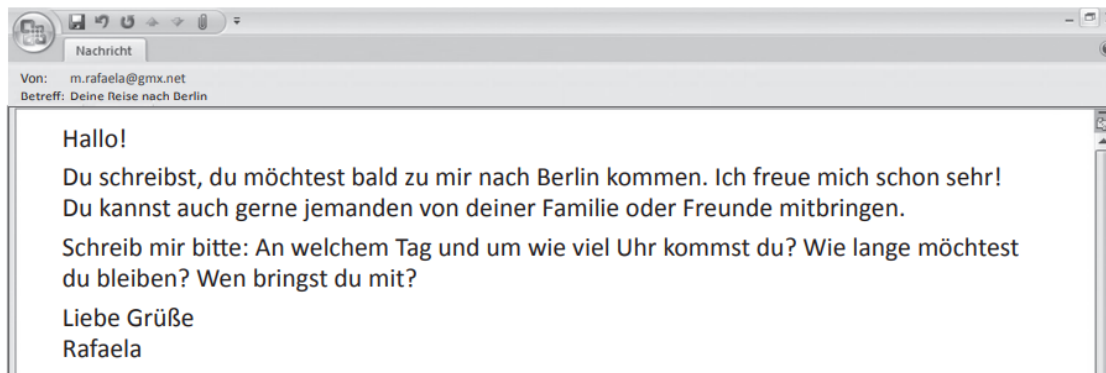 Nachricht
Von: m.rafaela@gmx.net
Betreff: Deine Reise nach Berlin
Hallo!
Du schreibst, du möchtest bald zu mir nach Berlin kommen. Ich freue mich schon sehr!
Du kannst auch gerne jemanden von deiner Familie oder Freunde mitbringen.
Schreib mir bitte: An welchem Tag und um wie viel Uhr kommst du? Wie lange möchtest
du bleiben? Wen bringst du mit?
Liebe Grüße
Rafaela